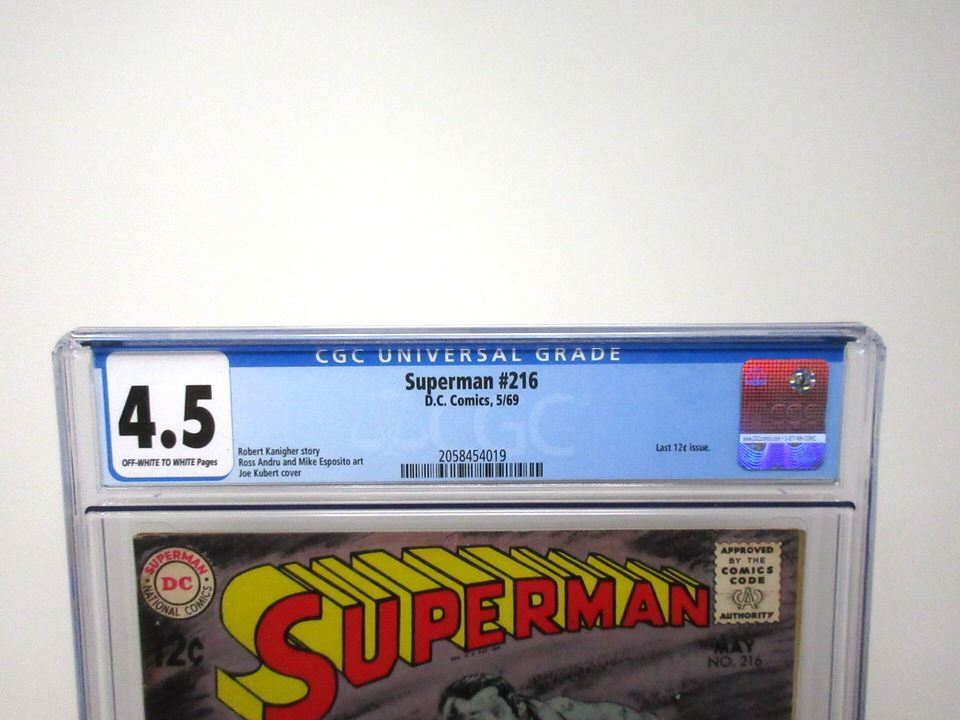 CGC UNIVERSAL GRADE
4.5
OFF-WHITE TO WHITE Pages
Superman #216
D.C. Comics, 5/69
Robert Kanigher story
Ross Andru and Mike Esposito art
Joe Kubert cover
2058454019
Last 12¢ issue.
CGC
SUPERMAN
DC
NATIONAL COMICS
12¢
SUPERMAN
APPROVED
BY THE
COMICS
CODE
AUTHORITY
MAY
NO. 216